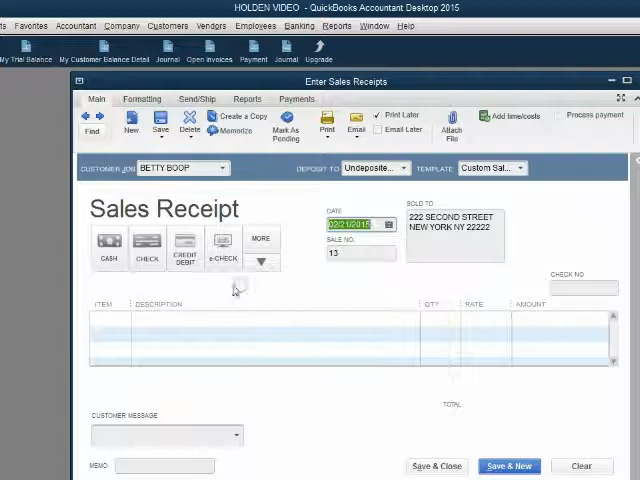 HOLDEN VIDEO - QuickBooks Accountant Desktop 2015
ts Favorites Accountant Company Customers Vendors Employees Banking Reports Window Help
My Trial Balance My Customer Balance Detail Journal Open Invoices Payment Journal Upgrade
Enter Sales Receipts
Main Formatting Send/Ship Reports Payments
Find New Save Delete Create a Copy Memorize Mark As Pending Print Email Print Later Email Later Attach File Add time/costs Process payment
CUSTOMER:JOB BETTY BOOP DEPOSIT TO Undeposite... TEMPLATE Custom Sal...
Sales Receipt
DATE
02/21/2015
SALE NO.
13
SOLD TO
222 SECOND STREET
NEW YORK NY 22222
CASH CHECK CREDIT DEBIT e-CHECK MORE
CHECK NO
ITEM DESCRIPTION QTY RATE AMOUNT
TOTAL
CUSTOMER MESSAGE
MEMO
Save & Close Save & New Clear